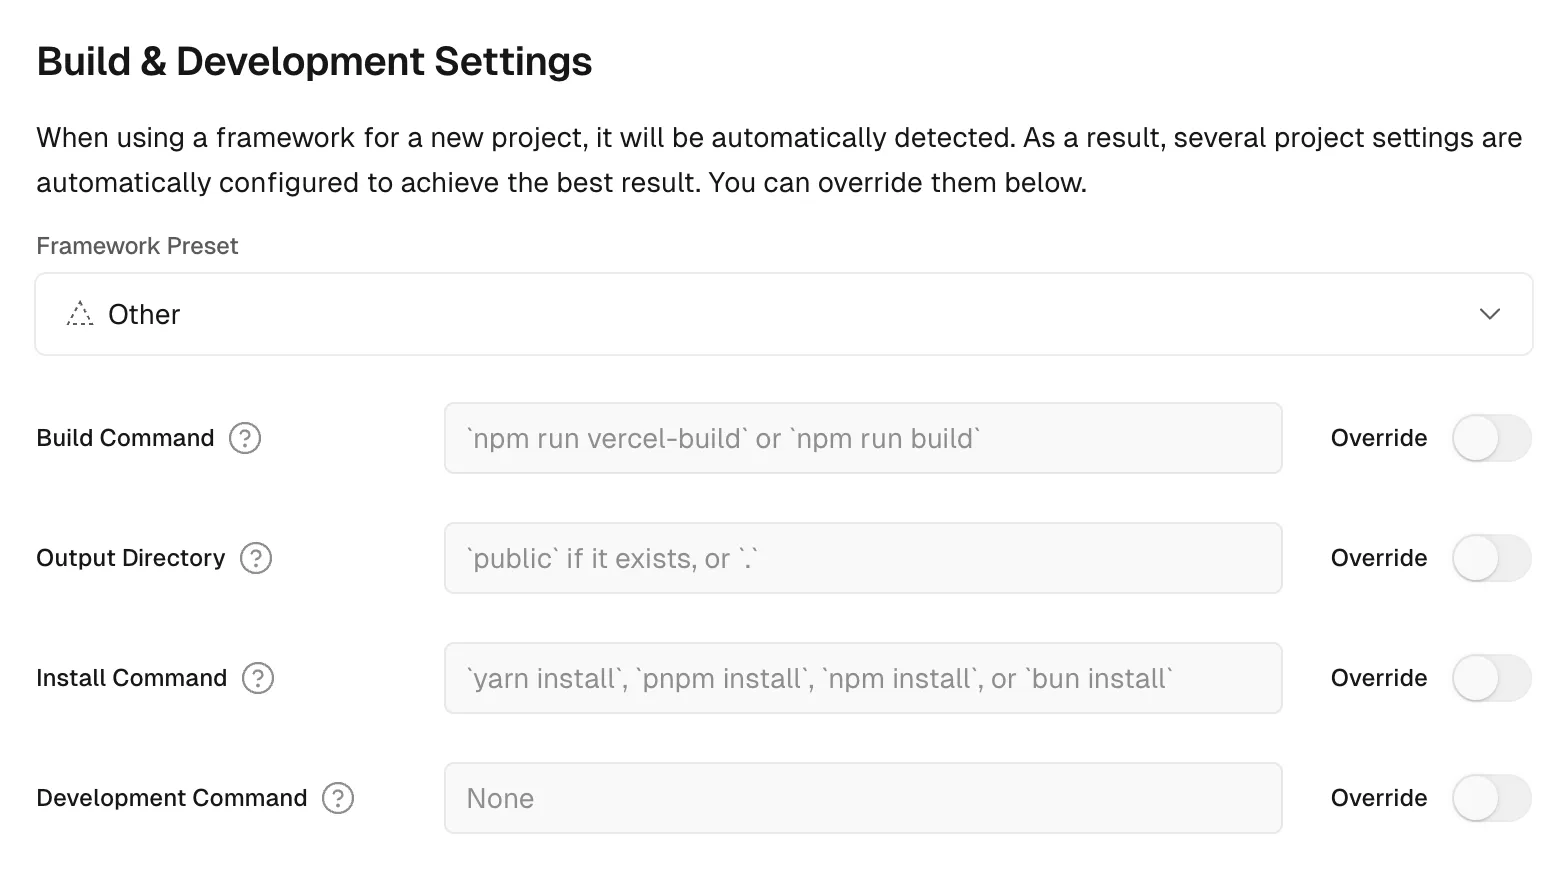 Build & Development Settings
When using a framework for a new project, it will be automatically detected. As a result, several project settings are
automatically configured to achieve the best result. You can override them below.
Framework Preset
Other
Build Command ?
`npm run vercel-build` or `npm run build`
Override
Output Directory ?
`public` if it exists, or `.`
Override
Install Command ?
`yarn install`, `pnpm install`, `npm install`, or `bun install`
Override
Development Command ?
None
Override